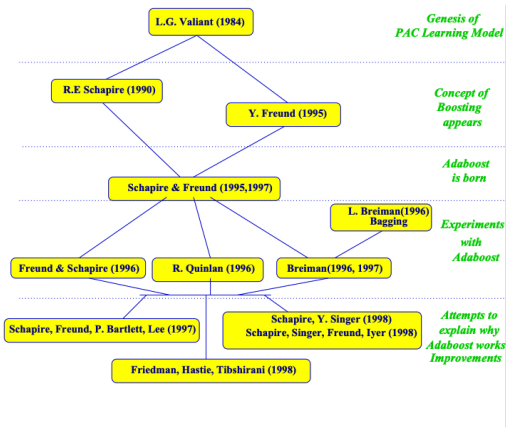 L.G. Valiant (1984)
Genesis of
PAC Learning Model
R.E Schapire (1990)
Y. Freund (1995)
Concept of
Boosting
appears
Schapire & Freund (1995,1997)
Adaboost
is born
L. Breiman(1996)
Bagging
Experiments
with
Adaboost
Freund & Schapire (1996)
R. Quinlan (1996)
Breiman(1996, 1997)
Schapire, Freund, P. Bartlett, Lee (1997)
Schapire, Y. Singer (1998)
Schapire, Singer, Freund, Iyer (1998)
Attempts to
explain why
Adaboost works
Improvements
Friedman, Hastie, Tibshirani (1998)